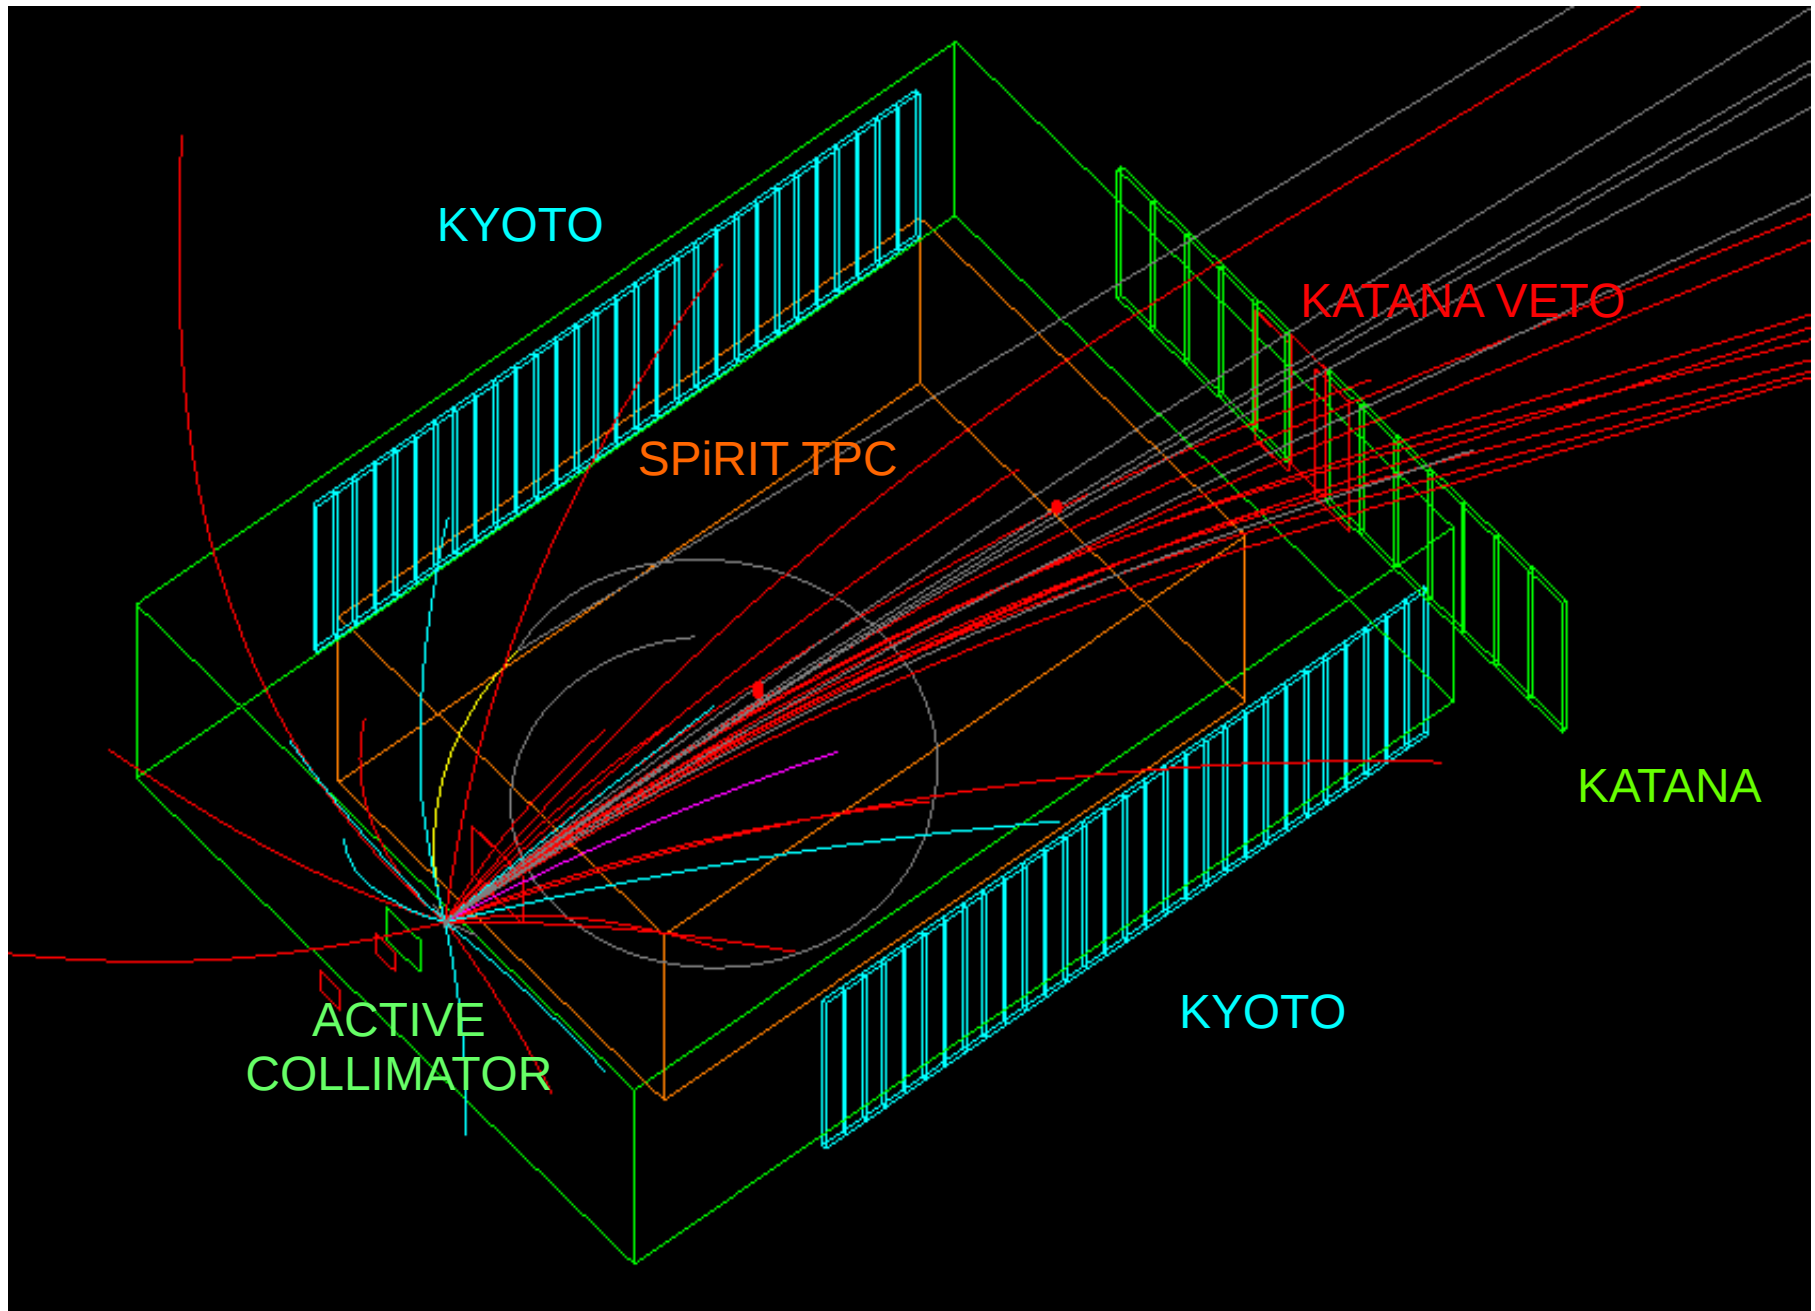 KYOTO
KATANA VETO
SPiRIT TPC
KATANA
KYOTO
ACTIVE
COLLIMATOR